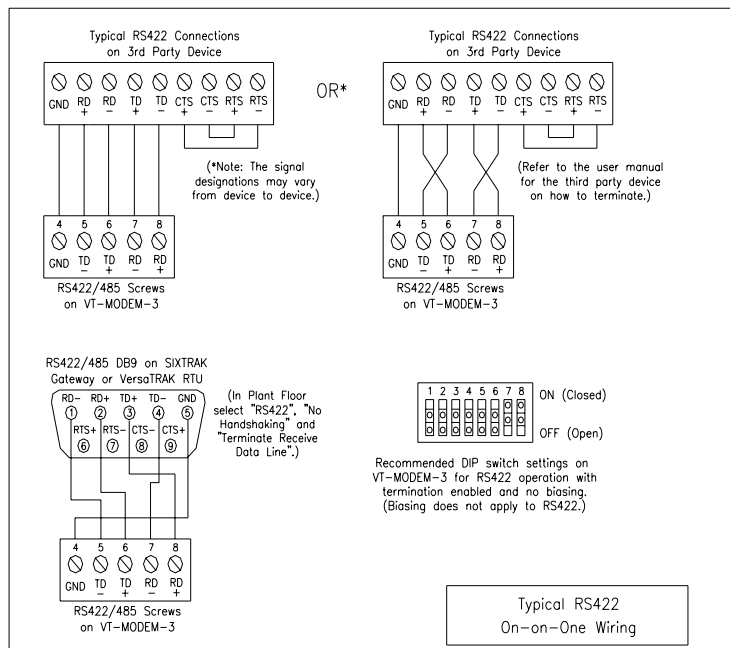 Typical RS422 Connections
on 3rd Party Device
GND RD+ RD- TD+ TD- CTS+ CTS- RTS+ RTS-
(*Note: The signal
designations may vary
from device to device.)
4 5 6 7 8
GND TD- TD+ RD- RD+
RS422/485 Screws
on VT-MODEM-3
OR*
Typical RS422 Connections
on 3rd Party Device
GND RD+ RD- TD+ TD- CTS+ CTS- RTS+ RTS-
(Refer to the user manual
for the third party device
on how to terminate.)
4 5 6 7 8
GND TD- TD+ RD- RD+
RS422/485 Screws
on VT-MODEM-3
RS422/485 DB9 on SIXTRAK
Gateway or VersaTRAK RTU
RD- RD+ TD+ TD- GND
1 2 3 4 5
RTS+ RTS- CTS- CTS+
6 7 8 9
(In Plant Floor
select "RS422", "No
Handshaking" and
"Terminate Receive
Data Line".)
4 5 6 7 8
GND TD- TD+ RD- RD+
RS422/485 Screws
on VT-MODEM-3
1 2 3 4 5 6 7 8
ON (Closed)
OFF (Open)
Recommended DIP switch settings on
VT-MODEM-3 for RS422 operation with
termination enabled and no biasing.
(Biasing does not apply to RS422.)
Typical RS422
On-on-One Wiring